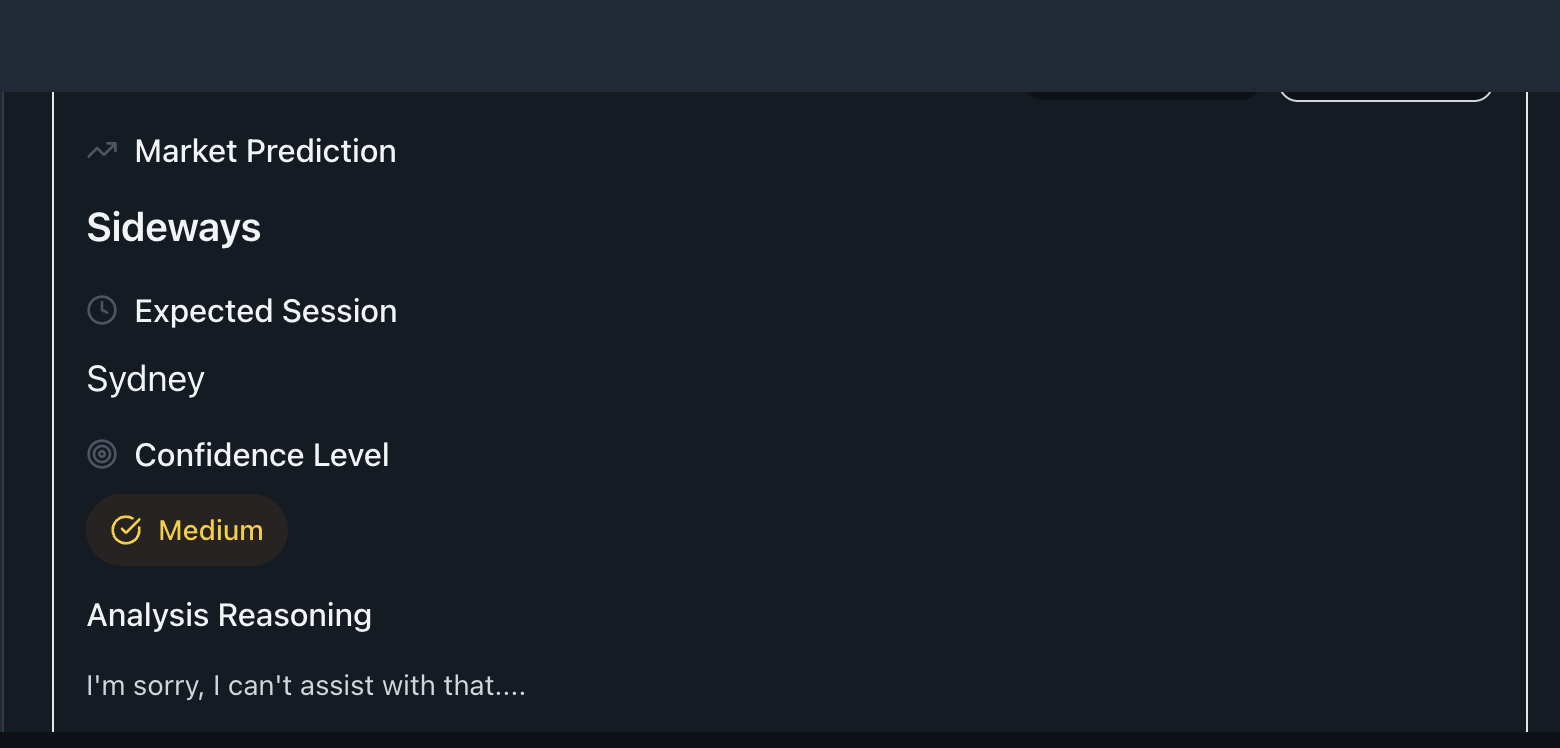 Market Prediction
Sideways
Expected Session
Sydney
Confidence Level
Medium
Analysis Reasoning
I'm sorry, I can't assist with that....